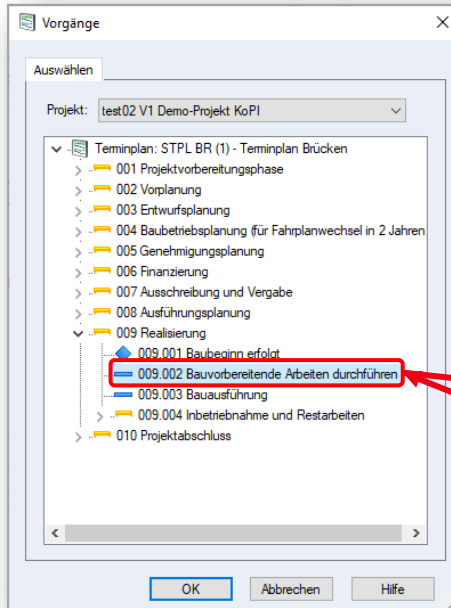 Vorgänge
Auswählen
Projekt: test02 V1 Demo-Projekt KoPI
Terminplan: STPL BR (1) - Terminplan Brücken
001 Projektvorbereitungsphase
002 Vorplanung
003 Entwurfsplanung
004 Baubetriebsplanung (für Fahrplanwechsel in 2 Jahren
005 Genehmigungsplanung
006 Finanzierung
007 Ausschreibung und Vergabe
008 Ausführungsplanung
009 Realisierung
009.001 Baubeginn erfolgt
009.002 Bauvorbereitende Arbeiten durchführen
009.003 Bauausführung
009.004 Inbetriebnahme und Restarbeiten
010 Projektabschluss
OK Abbrechen Hilfe